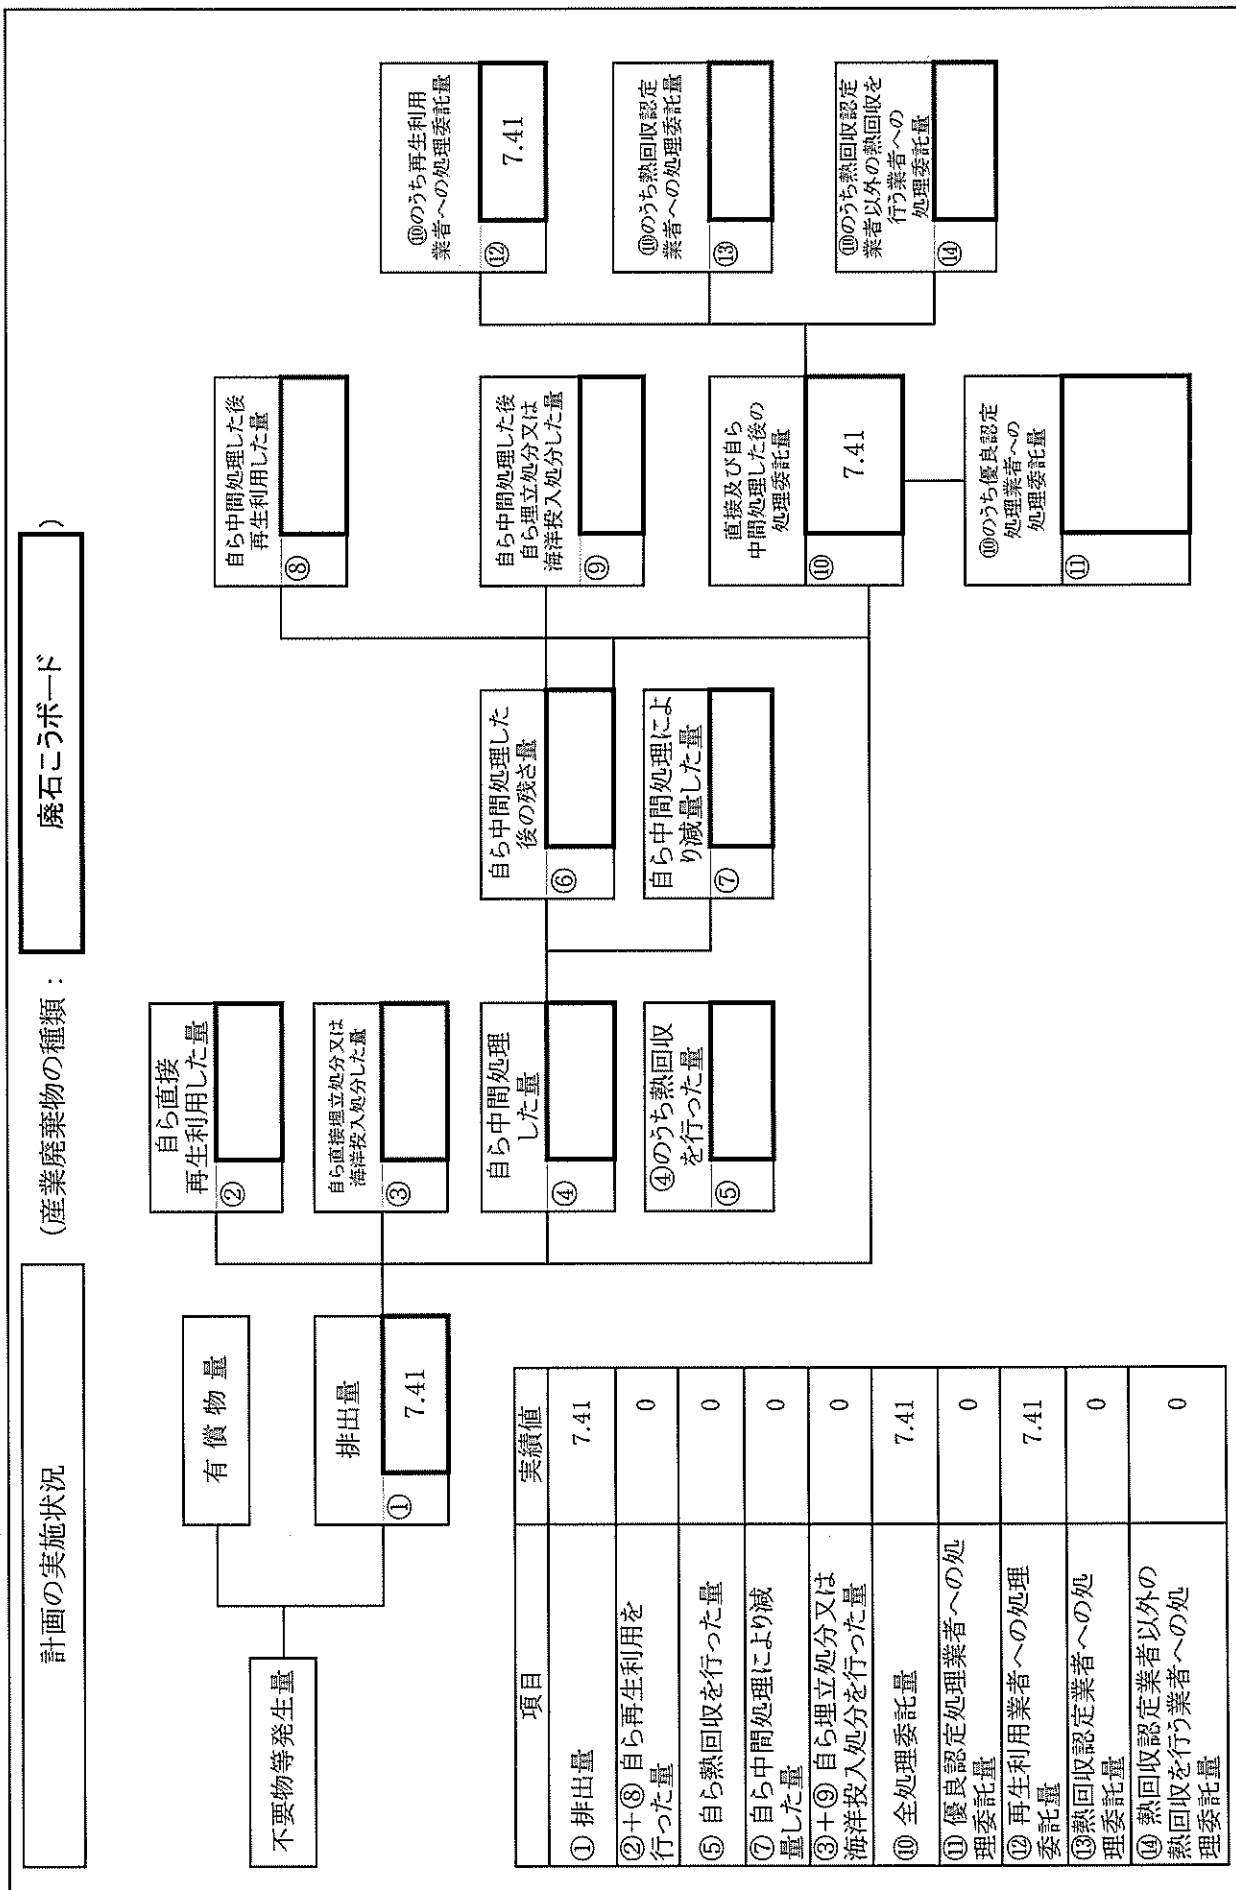 計画の実施状況
(産業廃棄物の種類:
廃石こうボード
)
不要物等発生量
有償物量
排出量
①
7.41
自ら直接
再生利用した量
②
自ら直接埋立処分又は
海洋投入処分した量
③
自ら中間処理
した量
④
④のうち熱回収
を行った量
⑤
自ら中間処理した
後の残さ量
⑥
自ら中間処理によ
り減量した量
⑦
自ら中間処理した後
再生利用した量
⑧
自ら中間処理した後
自ら埋立処分又は
海洋投入処分した量
⑨
直接及び自ら
中間処理した後の
処理委託量
⑩
7.41
⑩のうち優良認定
処理業者への
処理委託量
⑪
⑩のうち再生利用
業者への処理委託量
⑫
7.41
⑩のうち熱回収認定
業者への処理委託量
⑬
⑩のうち熱回収認定
業者以外の熱回収を
行う業者への
処理委託量
⑭
項目 実績値
① 排出量 7.41
②+⑧ 自ら再生利用を
行った量 0
⑤ 自ら熱回収を行った量 0
⑦ 自ら中間処理により減
量した量 0
③+⑨ 自ら埋立処分又は
海洋投入処分を行った量 0
⑩ 全処理委託量 7.41
⑪ 優良認定処理業者への処
理委託量 0
⑫ 再生利用業者への処理
委託量 7.41
⑬熱回収認定業者への処
理委託量 0
⑭ 熱回収認定業者以外の
熱回収を行う業者への処
理委託量 0